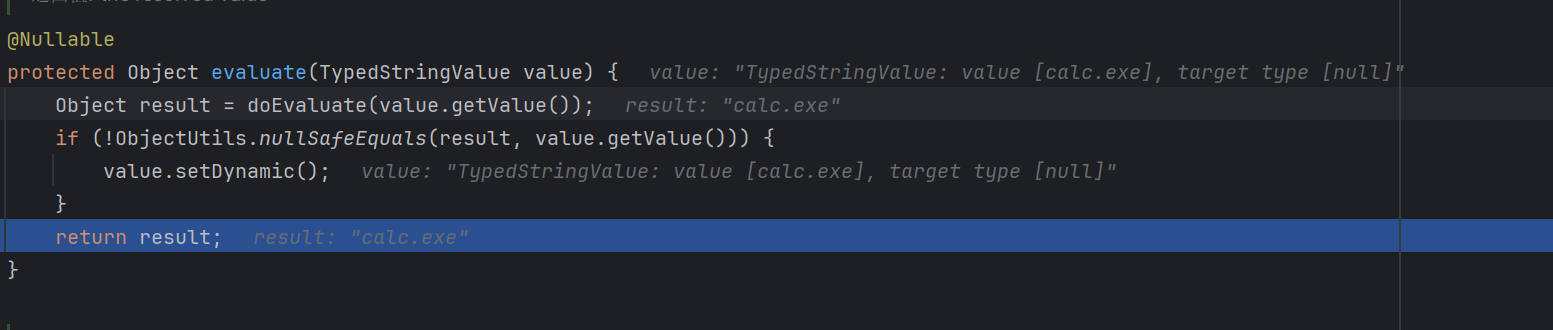 @Nullable
protected Object evaluate(TypedStringValue value) {   value: "TypedStringValue: value [calc.exe], target type [null]"
    Object result = doEvaluate(value.getValue());   result: "calc.exe"
    if (!ObjectUtils.nullSafeEquals(result, value.getValue())) {
        value.setDynamic();   value: "TypedStringValue: value [calc.exe], target type [null]"
    }
    return result;   result: "calc.exe"
}